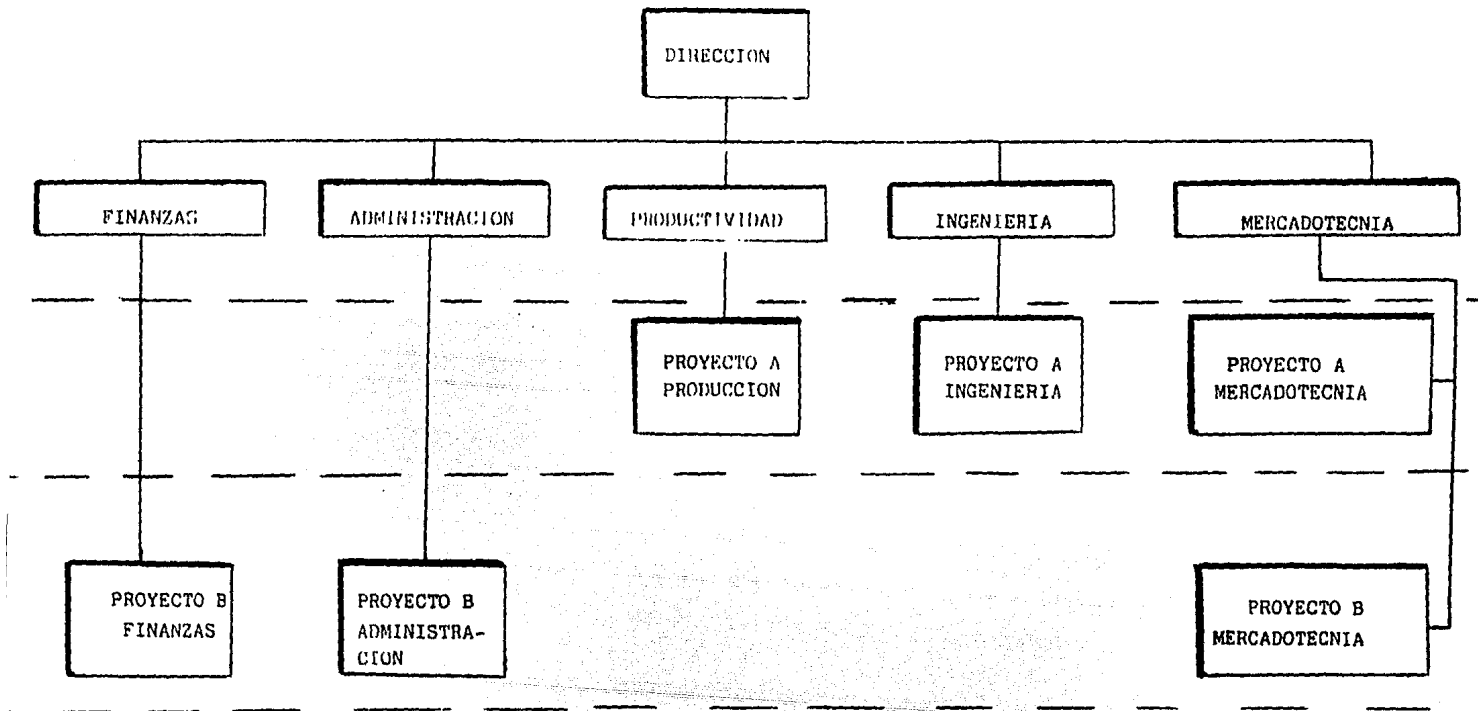 DIRECCION
FINANZAS
ADMINISTRACION
PRODUCTIVIDAD
INGENIERIA
MERCADOTECNIA
PROYECTO A
PRODUCCION
PROYECTO A
INGENIERIA
PROYECTO A
MERCADOTECNIA
PROYECTO B
FINANZAS
PROYECTO B
ADMINISTRA-
CION
PROYECTO B
MERCADOTECNIA